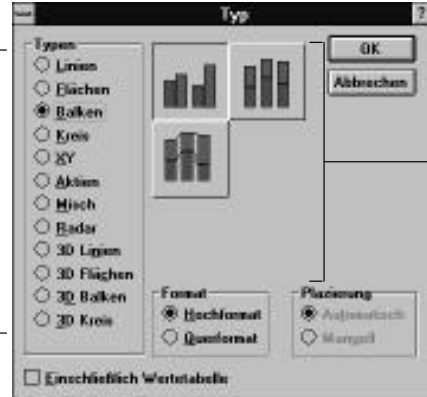 Typ
?
Typen
Linien
Flächen
Balken
Kreis
XY
Aktien
Misch
Radar
3D Linien
3D Flächen
3D Balken
3D Kreis
OK
Abbrechen
Format
Hochformat
Querformat
Plazierung
Automatisch
Manuell
Einschließlich Wertetabelle